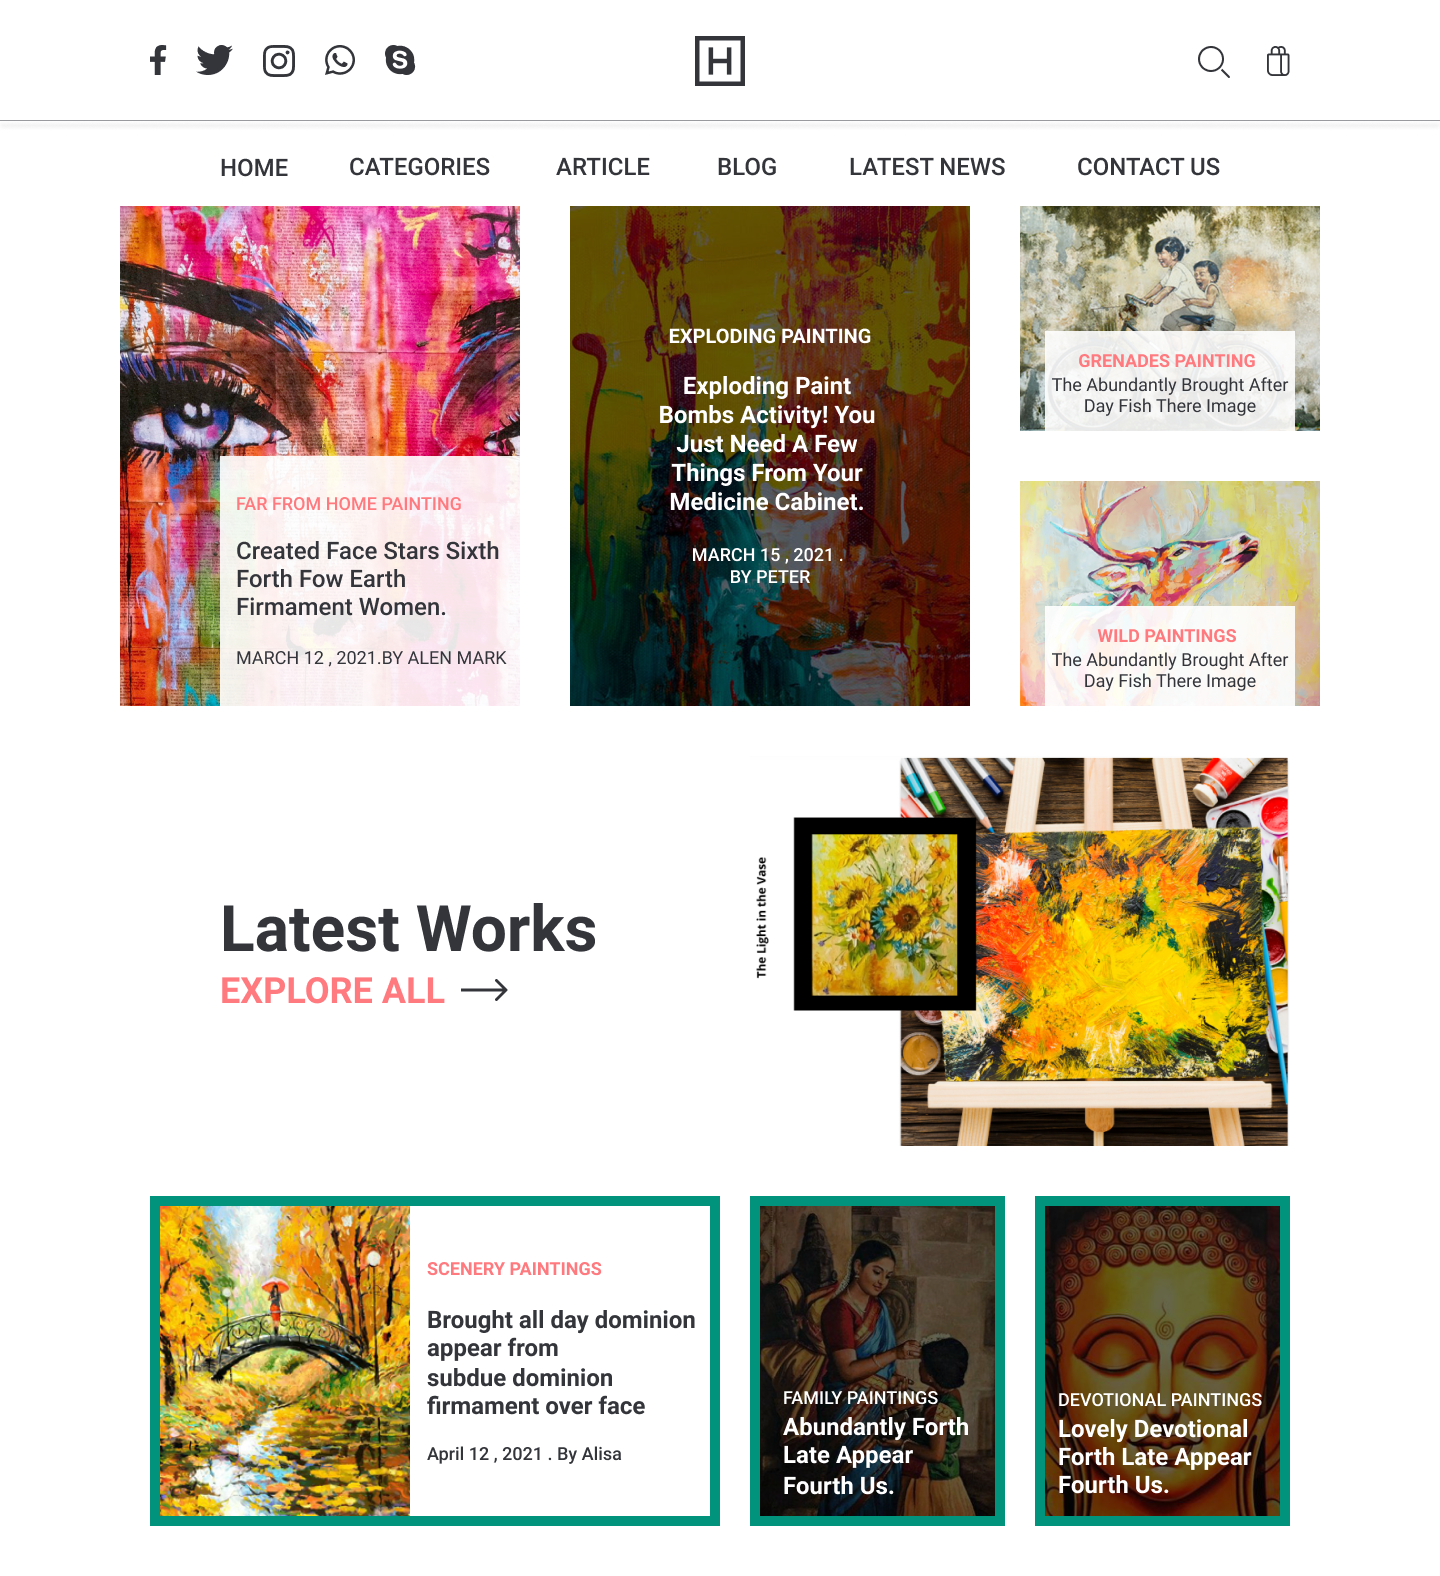 H
HOME
CATEGORIES
ARTICLE
BLOG
LATEST NEWS
CONTACT US
FAR FROM HOME PAINTING
Created Face Stars Sixth
Forth Fow Earth
Firmament Women.
MARCH 12 , 2021.BY ALEN MARK
EXPLODING PAINTING
Exploding Paint
Bombs Activity! You
Just Need A Few
Things From Your
Medicine Cabinet.
MARCH 15 , 2021 .
BY PETER
GRENADES PAINTING
The Abundantly Brought After
Day Fish There Image
WILD PAINTINGS
The Abundantly Brought After
Day Fish There Image
Latest Works
EXPLORE ALL
The Light in the Vase
SCENERY PAINTINGS
Brought all day dominion
appear from
subdue dominion
firmament over face
April 12 , 2021 . By Alisa
FAMILY PAINTINGS
Abundantly Forth
Late Appear
Fourth Us.
DEVOTIONAL PAINTINGS
Lovely Devotional
Forth Late Appear
Fourth Us.